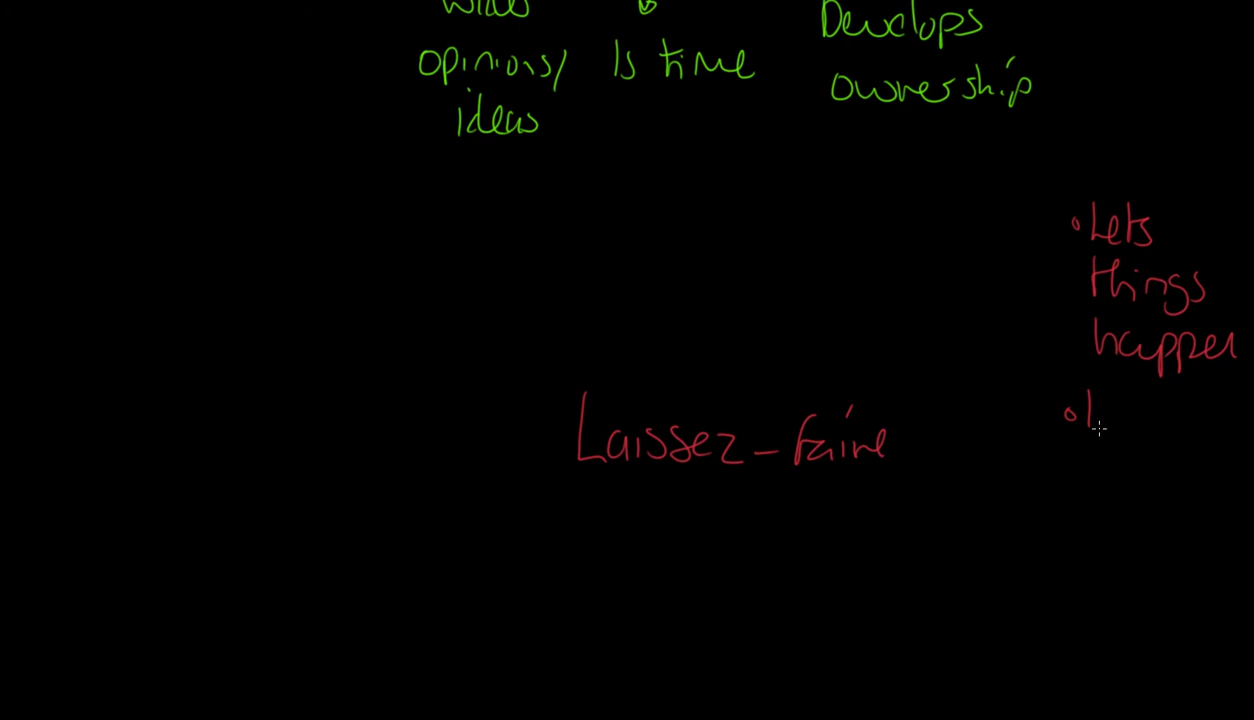 opinions/
ideas
Is time
Develops
ownership
Laissez-faire
•Lets
things
happen
•